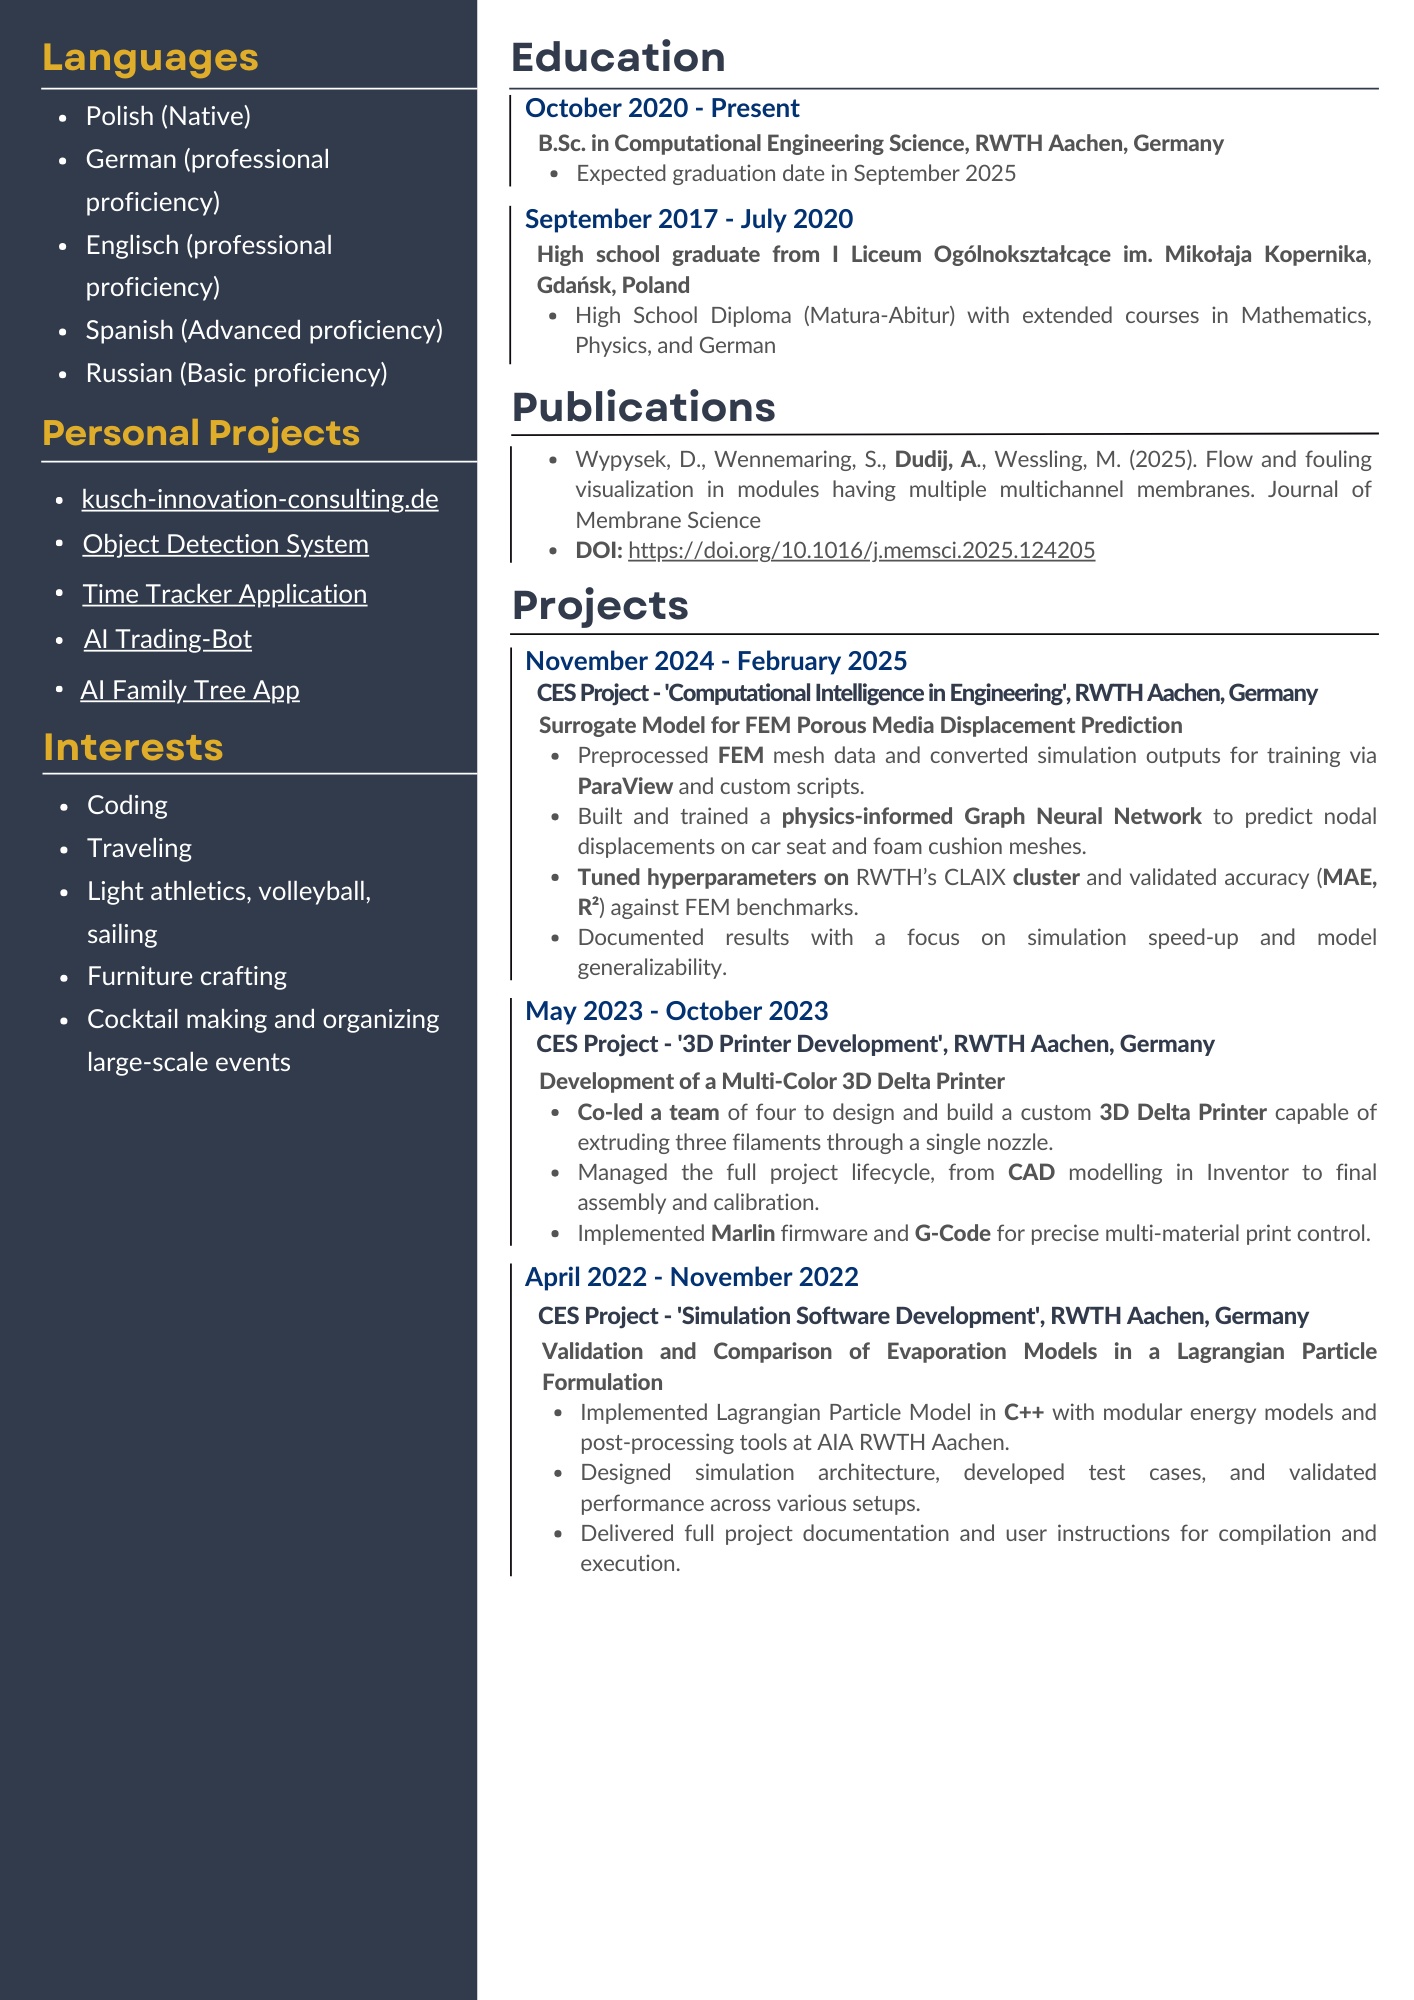 Languages
• Polish (Native)
• German (professional
proficiency)
• Englisch (professional
proficiency)
• Spanish (Advanced proficiency)
• Russian (Basic proficiency)
Personal Projects
• kusch-innovation-consulting.de
• Object Detection System
• Time Tracker Application
• AI Trading-Bot
• AI Family Tree App
Interests
• Coding
• Traveling
• Light athletics, volleyball,
sailing
• Furniture crafting
• Cocktail making and organizing
large-scale events
Education
October 2020 - Present
B.Sc. in Computational Engineering Science, RWTH Aachen, Germany
• Expected graduation date in September 2025
September 2017 - July 2020
High school graduate from I Liceum Ogólnokształcące im. Mikołaja Kopernika,
Gdańsk, Poland
• High School Diploma (Matura-Abitur) with extended courses in Mathematics,
Physics, and German
Publications
• Wypysek, D., Wennemaring, S., Dudij, A., Wessling, M. (2025). Flow and fouling
visualization in modules having multiple multichannel membranes. Journal of
Membrane Science
• DOI: https://doi.org/10.1016/j.memsci.2025.124205
Projects
November 2024 - February 2025
CES Project - 'Computational Intelligence in Engineering', RWTH Aachen, Germany
Surrogate Model for FEM Porous Media Displacement Prediction
• Preprocessed FEM mesh data and converted simulation outputs for training via
ParaView and custom scripts.
• Built and trained a physics-informed Graph Neural Network to predict nodal
displacements on car seat and foam cushion meshes.
• Tuned hyperparameters on RWTH’s CLAIX cluster and validated accuracy (MAE,
R²) against FEM benchmarks.
• Documented results with a focus on simulation speed-up and model
generalizability.
May 2023 - October 2023
CES Project - '3D Printer Development', RWTH Aachen, Germany
Development of a Multi-Color 3D Delta Printer
• Co-led a team of four to design and build a custom 3D Delta Printer capable of
extruding three filaments through a single nozzle.
• Managed the full project lifecycle, from CAD modelling in Inventor to final
assembly and calibration.
• Implemented Marlin firmware and G-Code for precise multi-material print control.
April 2022 - November 2022
CES Project - 'Simulation Software Development', RWTH Aachen, Germany
Validation and Comparison of Evaporation Models in a Lagrangian Particle
Formulation
• Implemented Lagrangian Particle Model in C++ with modular energy models and
post-processing tools at AIA RWTH Aachen.
• Designed simulation architecture, developed test cases, and validated
performance across various setups.
• Delivered full project documentation and user instructions for compilation and
execution.